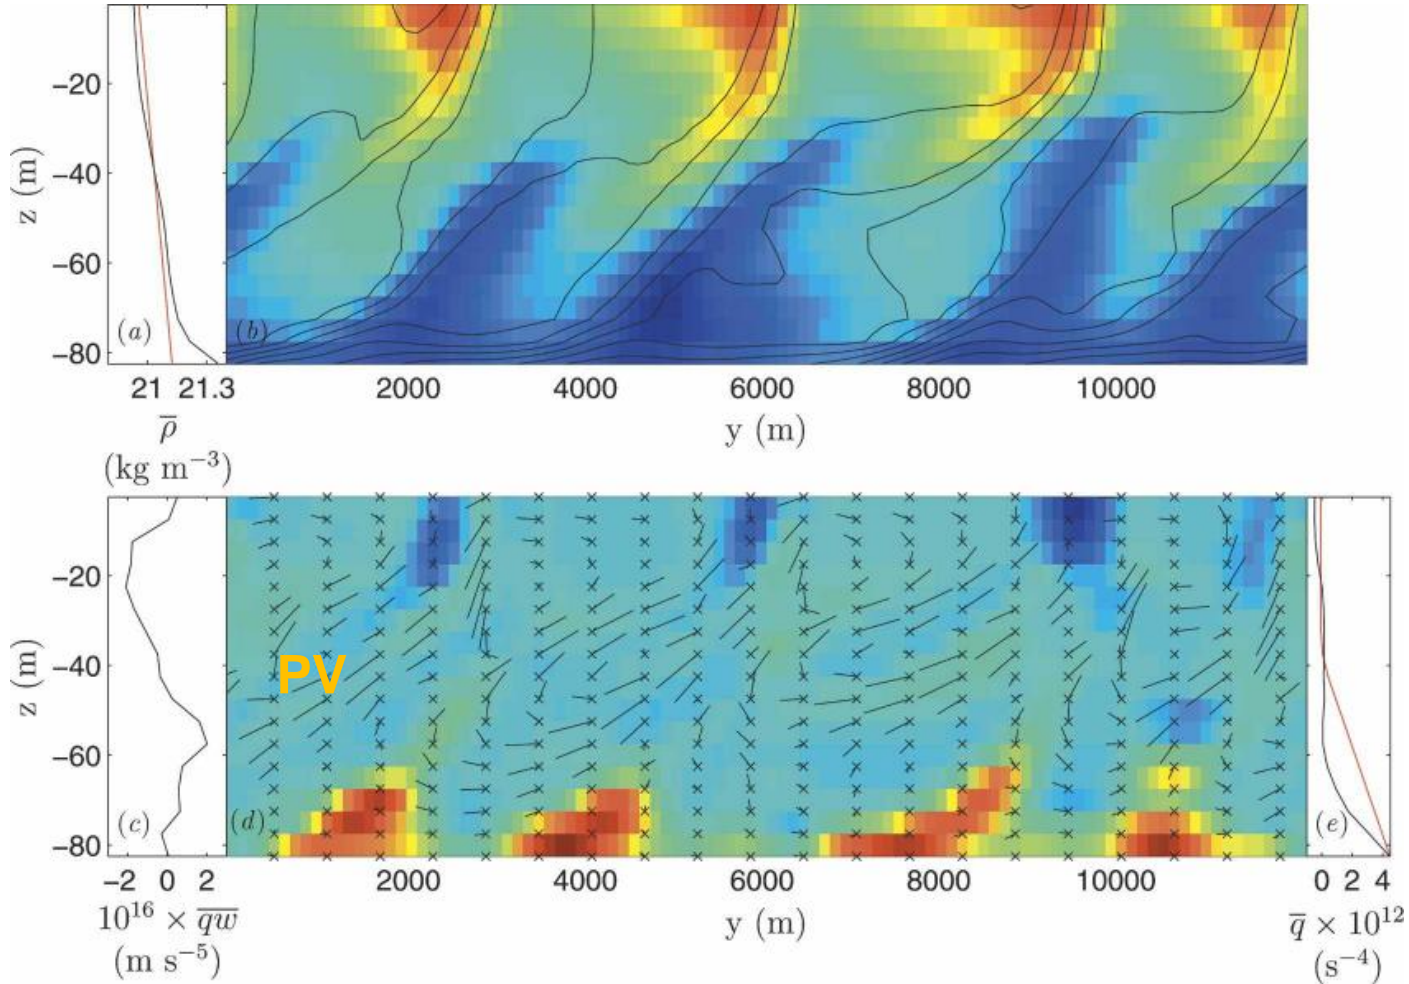 −20
−40
−60
−80
z (m)
(a)
(b)
21 21.3
2000 4000 6000 8000 10000
ρ̅
y (m)
(kg m⁻³)
−20
−40
−60
−80
z (m)
PV
(c)
(d)
(e)
−2 0 2
2000 4000 6000 8000 10000
0 2 4
10¹⁶ × q̅w̅
y (m)
q̅ × 10¹²
(m s⁻⁵)
(s⁻⁴)